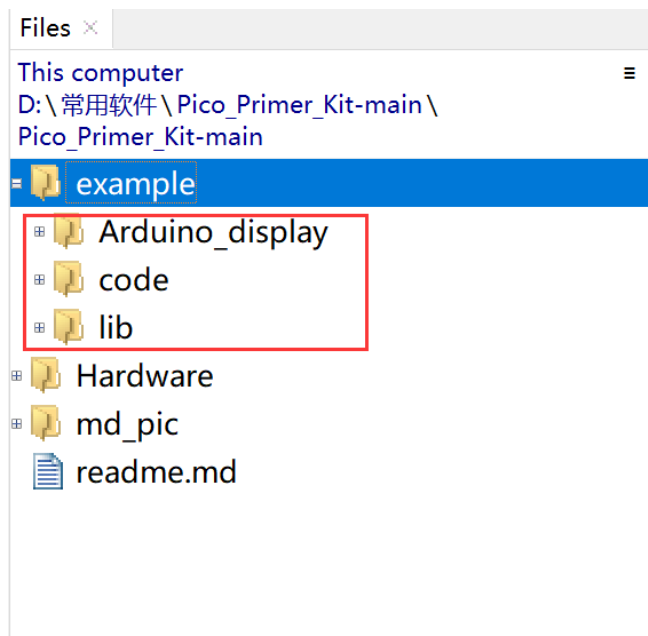 Files
This computer
D:\常用软件\Pico_Primer_Kit-main\
Pico_Primer_Kit-main
example
Arduino_display
code
lib
Hardware
md_pic
readme.md